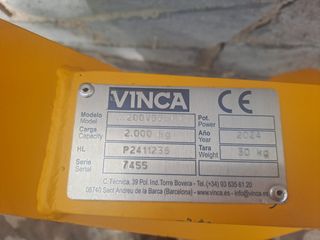 VINCA CE
Modelo
Model
Pot.
Power
Carga
Capacity 2.000 Kg
Año
Year 2024
HL P2411236
Tara
Weight 30 Kg
Serie
Serial 7455
C. Técnica, 39 Pol. Ind. Torre Bovera - Tel. (+34) 93 635 61 20
08740 Sant Andreu de la Barca (Barcelona) - www.vinca.es - info@vinca.es